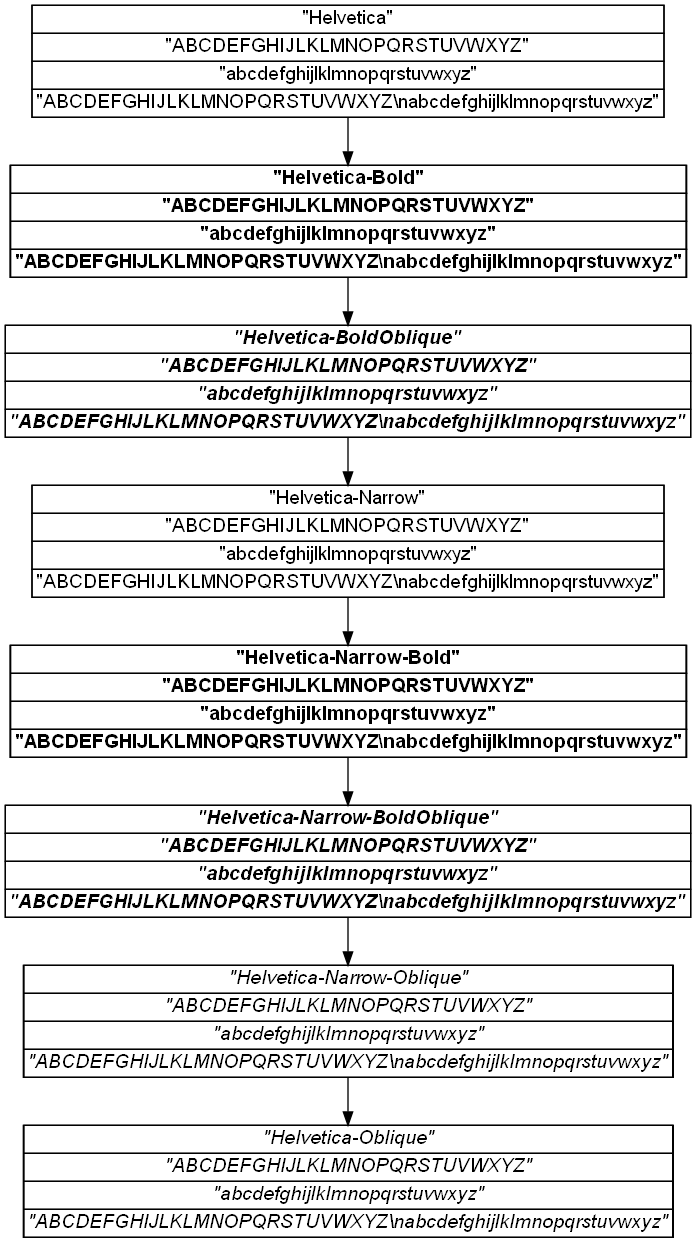 "Helvetica"
"ABCDEFGHIJLKLMNOPQRSTUVWXYZ"
"abcdefghijlklmnopqrstuvwxyz"
"ABCDEFGHIJLKLMNOPQRSTUVWXYZ\nabcdefghijlklmnopqrstuvwxyz"
"Helvetica-Bold"
"ABCDEFGHIJLKLMNOPQRSTUVWXYZ"
"abcdefghijlklmnopqrstuvwxyz"
"ABCDEFGHIJLKLMNOPQRSTUVWXYZ\nabcdefghijlklmnopqrstuvwxyz"
"Helvetica-BoldOblique"
"ABCDEFGHIJLKLMNOPQRSTUVWXYZ"
"abcdefghijlklmnopqrstuvwxyz"
"ABCDEFGHIJLKLMNOPQRSTUVWXYZ\nabcdefghijlklmnopqrstuvwxyz"
"Helvetica-Narrow"
"ABCDEFGHIJLKLMNOPQRSTUVWXYZ"
"abcdefghijlklmnopqrstuvwxyz"
"ABCDEFGHIJLKLMNOPQRSTUVWXYZ\nabcdefghijlklmnopqrstuvwxyz"
"Helvetica-Narrow-Bold"
"ABCDEFGHIJLKLMNOPQRSTUVWXYZ"
"abcdefghijlklmnopqrstuvwxyz"
"ABCDEFGHIJLKLMNOPQRSTUVWXYZ\nabcdefghijlklmnopqrstuvwxyz"
"Helvetica-Narrow-BoldOblique"
"ABCDEFGHIJLKLMNOPQRSTUVWXYZ"
"abcdefghijlklmnopqrstuvwxyz"
"ABCDEFGHIJLKLMNOPQRSTUVWXYZ\nabcdefghijlklmnopqrstuvwxyz"
"Helvetica-Narrow-Oblique"
"ABCDEFGHIJLKLMNOPQRSTUVWXYZ"
"abcdefghijlklmnopqrstuvwxyz"
"ABCDEFGHIJLKLMNOPQRSTUVWXYZ\nabcdefghijlklmnopqrstuvwxyz"
"Helvetica-Oblique"
"ABCDEFGHIJLKLMNOPQRSTUVWXYZ"
"abcdefghijlklmnopqrstuvwxyz"
"ABCDEFGHIJLKLMNOPQRSTUVWXYZ\nabcdefghijlklmnopqrstuvwxyz"